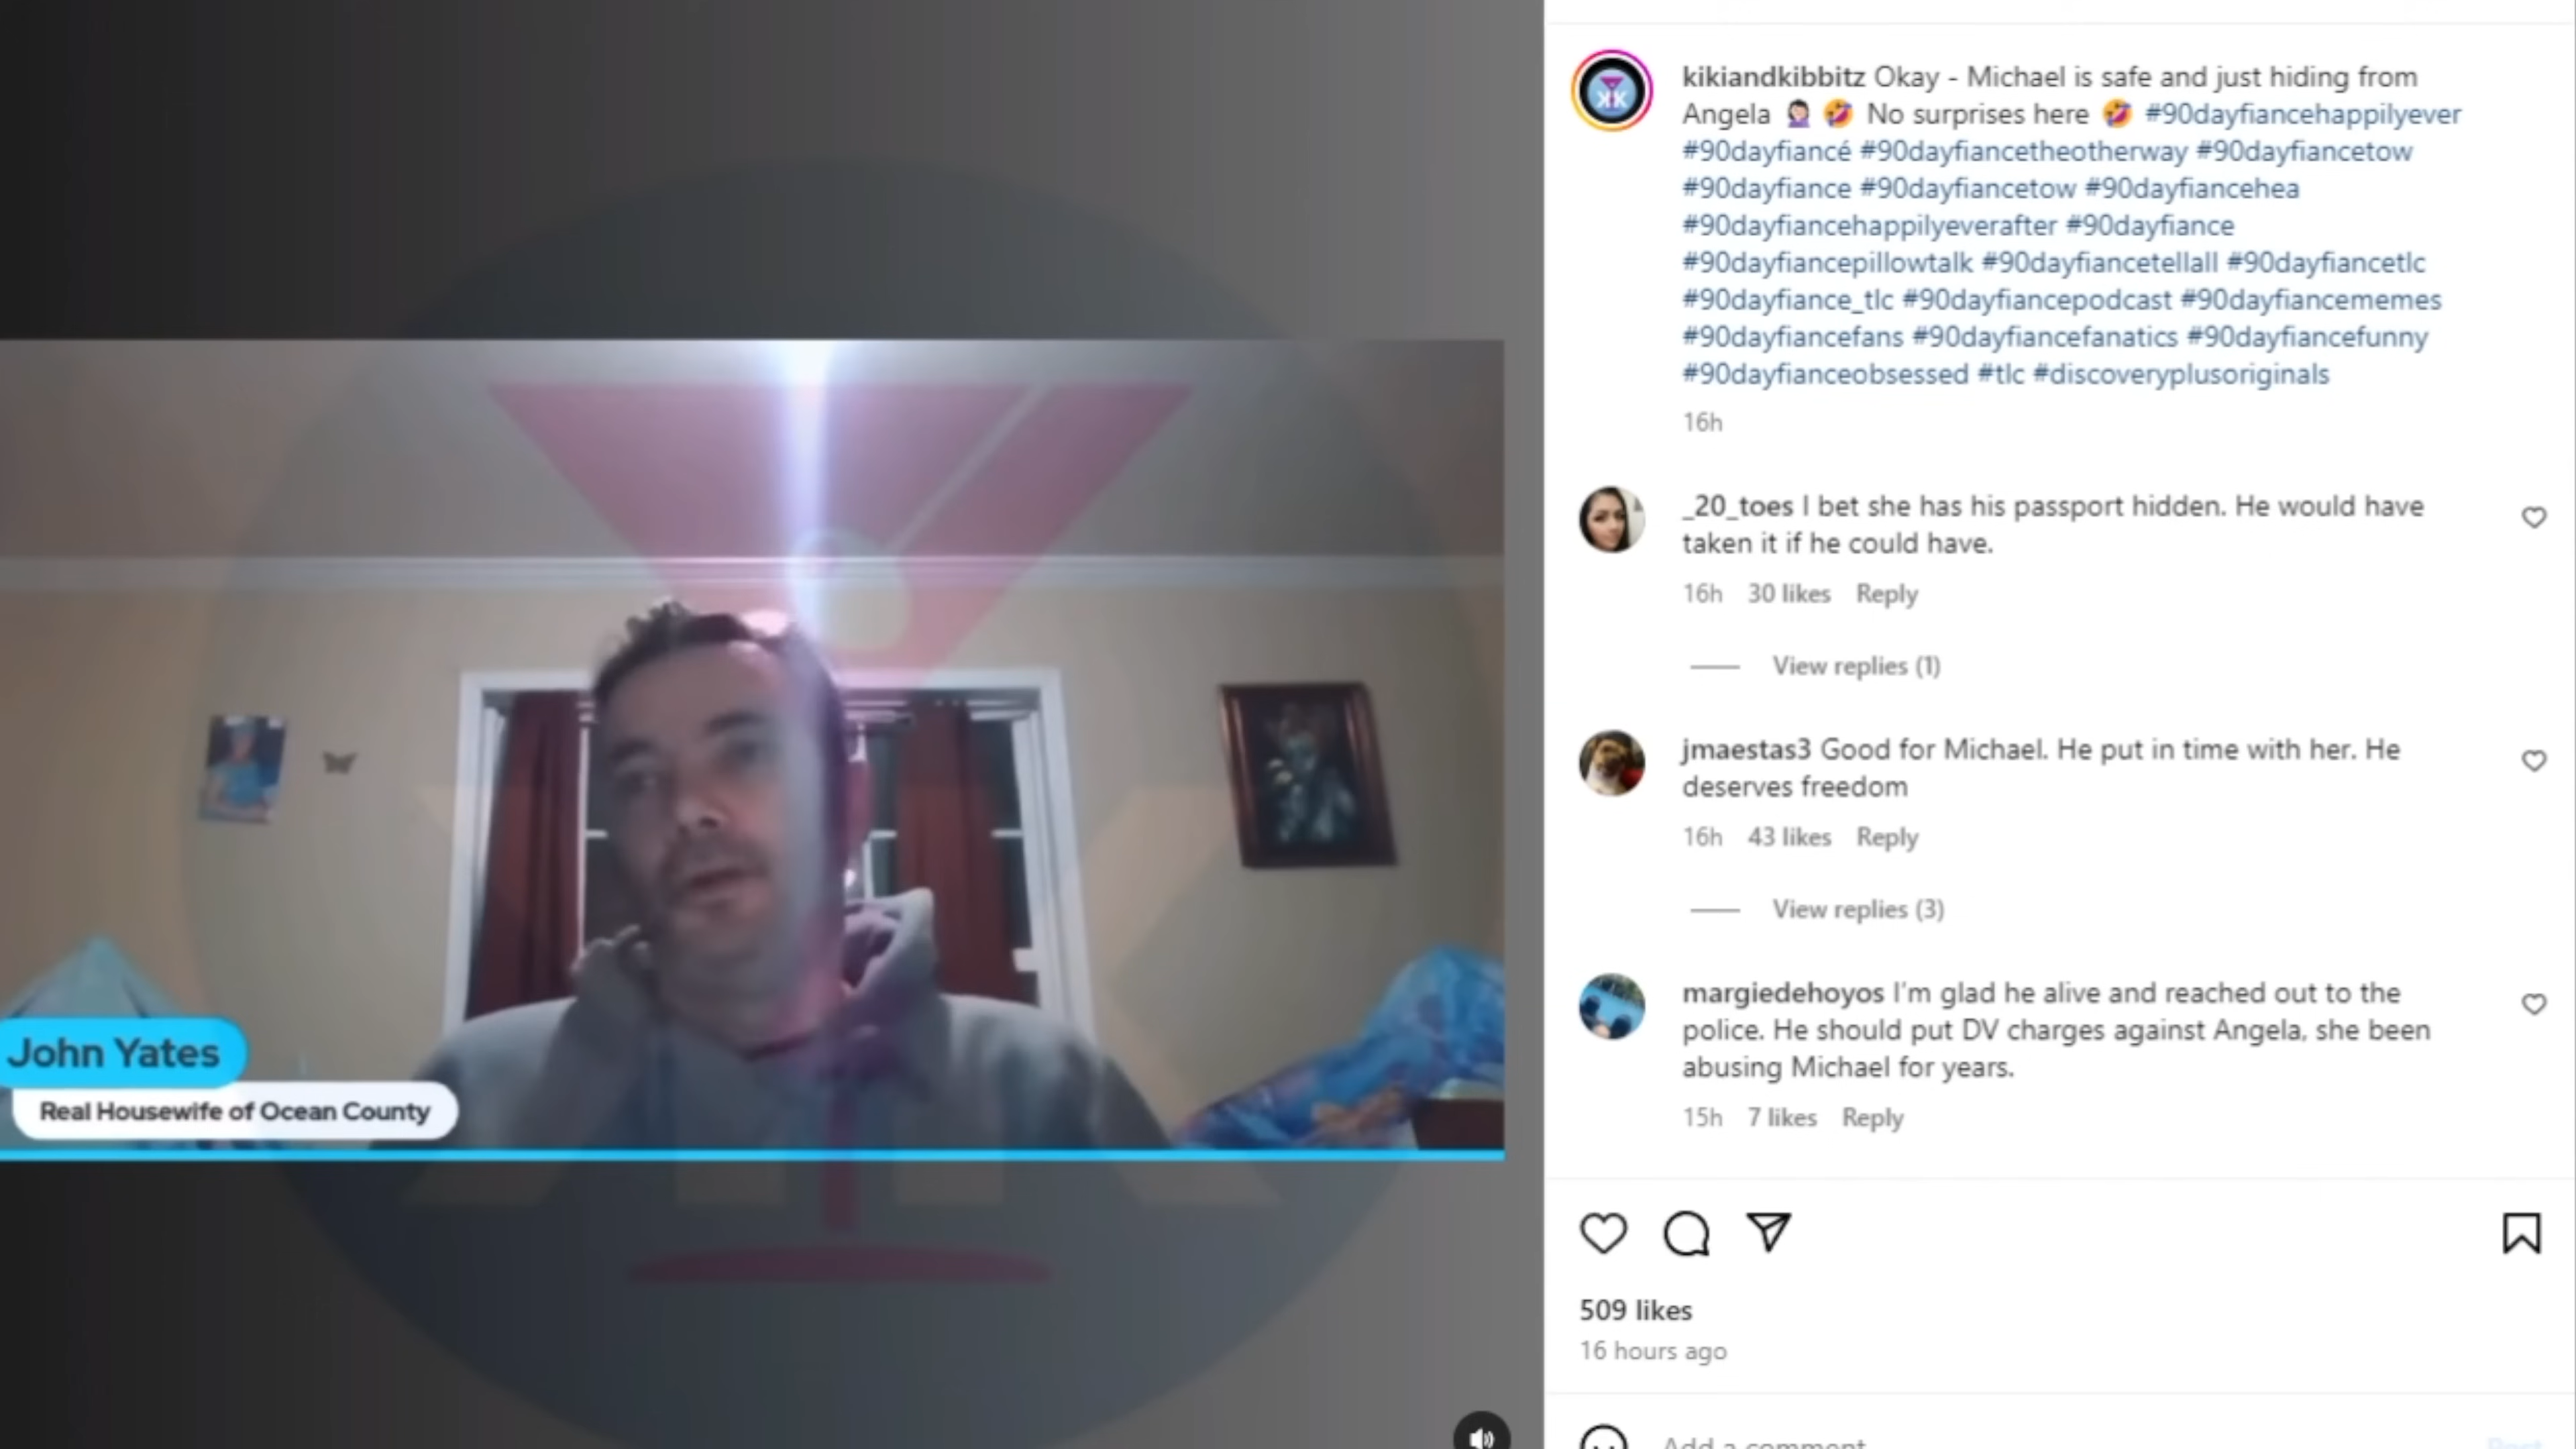 John Yates
Real Housewife of Ocean County
kikiandkibbitz Okay - Michael is safe and just hiding from
Angela 🤦🏻‍♀️ 🤣 No surprises here 🤣 #90dayfiancehappilyever
#90dayfiancé #90dayfiancetheotherway #90dayfiancetow
#90dayfiance #90dayfiancetow #90dayfiancehea
#90dayfiancehappilyeverafter #90dayfiance
#90dayfiancepillowtalk #90dayfiancetellall #90dayfiancetlc
#90dayfiance_tlc #90dayfiancepodcast #90dayfiancememes
#90dayfiancefans #90dayfiancefanatics #90dayfiancefunny
#90dayfianceobsessed #tlc #discoveryplusoriginals
16h
_20_toes I bet she has his passport hidden. He would have
taken it if he could have.
16h 30 likes Reply
View replies (1)
jmaestas3 Good for Michael. He put in time with her. He
deserves freedom
16h 43 likes Reply
View replies (3)
margiedehoyos I'm glad he alive and reached out to the
police. He should put DV charges against Angela, she been
abusing Michael for years.
15h 7 likes Reply
509 likes
16 hours ago
Add a comment
Post